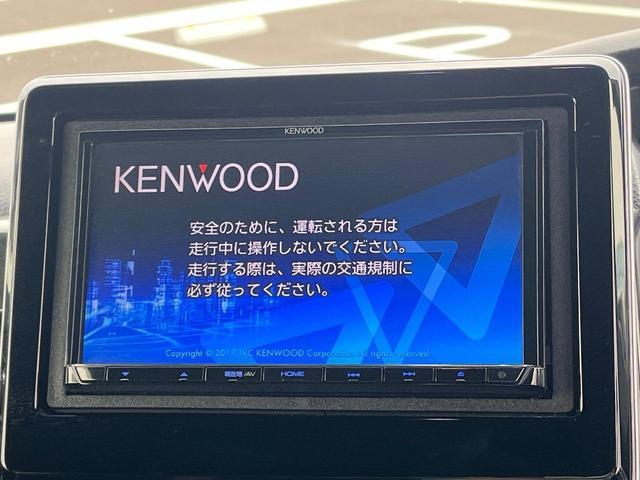 KENWOOD
KENWOOD
安全のために、運転される方は
走行中に操作しないでください。
走行する際は、実際の交通規制に
必ず従ってください。
Copyright © 2017 JVC KENWOOD Corporation All rights reserved
現在地/AV HOME